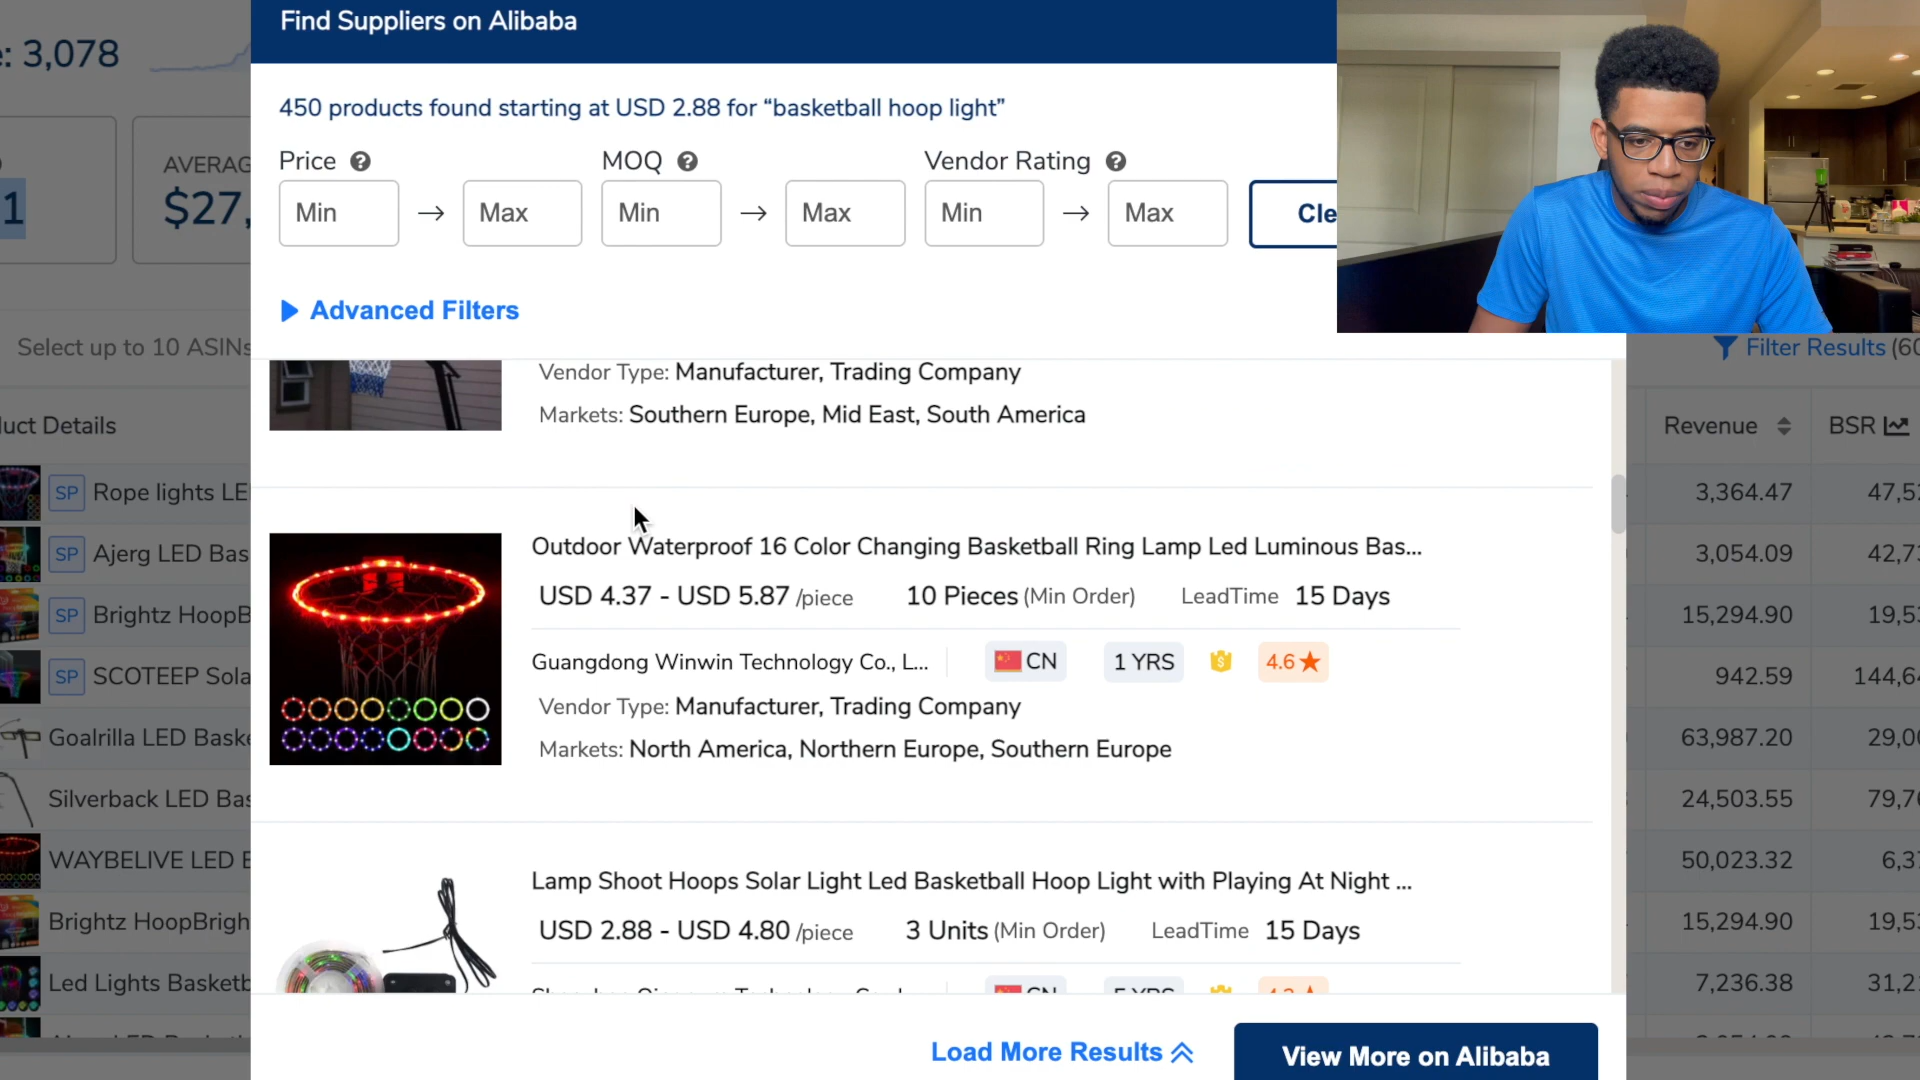 Find Suppliers on Alibaba
: 3,078
450 products found starting at USD 2.88 for “basketball hoop light”
Price MOQ Vendor Rating
Min → Max Min → Max Min → Max Cle
AVERAG
1 $27,
Advanced Filters
Select up to 10 ASINs
Filter Results (60
Vendor Type: Manufacturer, Trading Company
Markets: Southern Europe, Mid East, South America
uct Details
Revenue BSR
SP Rope lights LE
3,364.47 47,52
SP Ajerg LED Bas
3,054.09 42,7
SP Brightz HoopB
15,294.90 19,5
SP SCOTEEP Sola
942.59 144,6
Goalrilla LED Baske
63,987.20 29,0
Silverback LED Bas
24,503.55 79,7
WAYBELIVE LED B
50,023.32 6,3
Brightz HoopBrigh
15,294.90 19,5
Led Lights Basketb
7,236.38 31,2
Outdoor Waterproof 16 Color Changing Basketball Ring Lamp Led Luminous Bas...
USD 4.37 - USD 5.87 /piece 10 Pieces (Min Order) LeadTime 15 Days
Guangdong Winwin Technology Co., L... CN 1 YRS 4.6
Vendor Type: Manufacturer, Trading Company
Markets: North America, Northern Europe, Southern Europe
Lamp Shoot Hoops Solar Light Led Basketball Hoop Light with Playing At Night ...
USD 2.88 - USD 4.80 /piece 3 Units (Min Order) LeadTime 15 Days
CN 5 YRS
Load More Results
View More on Alibaba